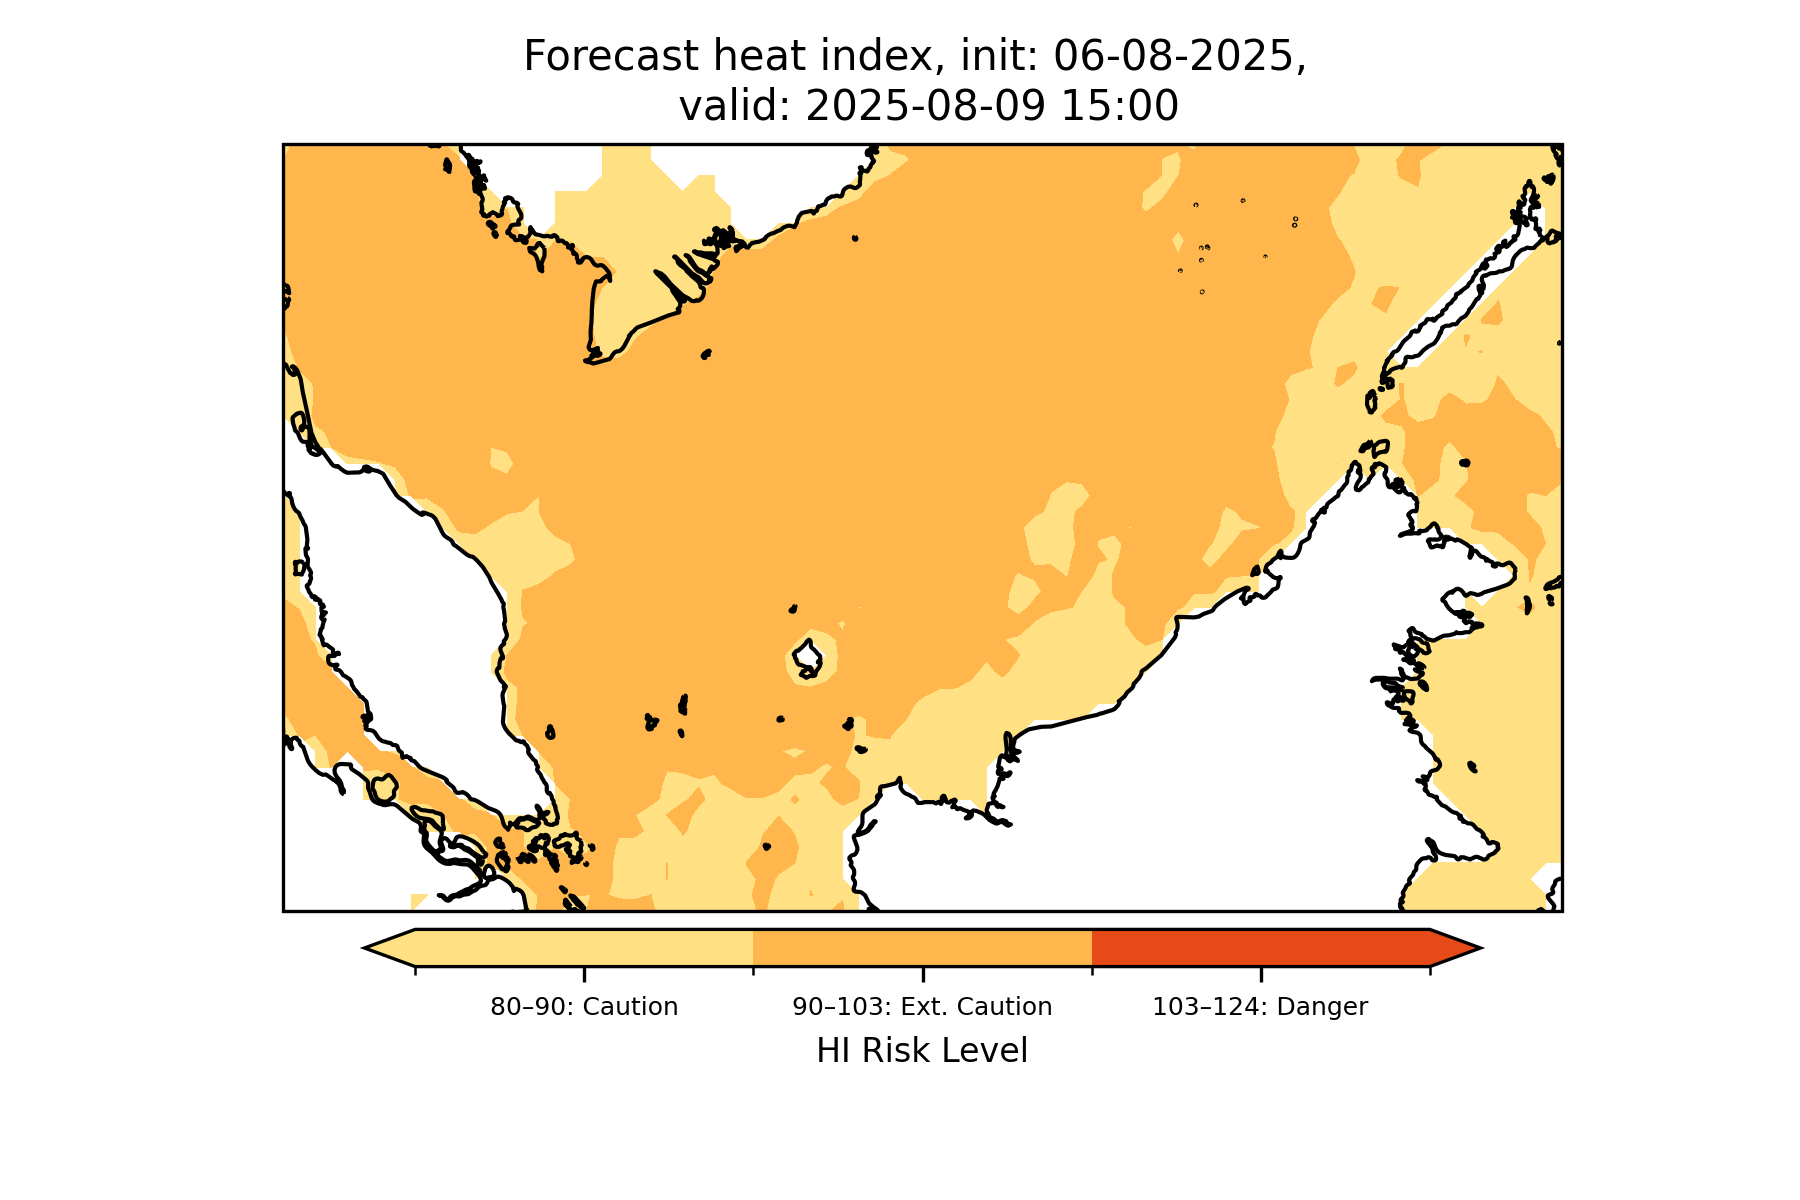 Forecast heat index, init: 06-08-2025,
valid: 2025-08-09 15:00
80–90: Caution
90–103: Ext. Caution
103–124: Danger
HI Risk Level